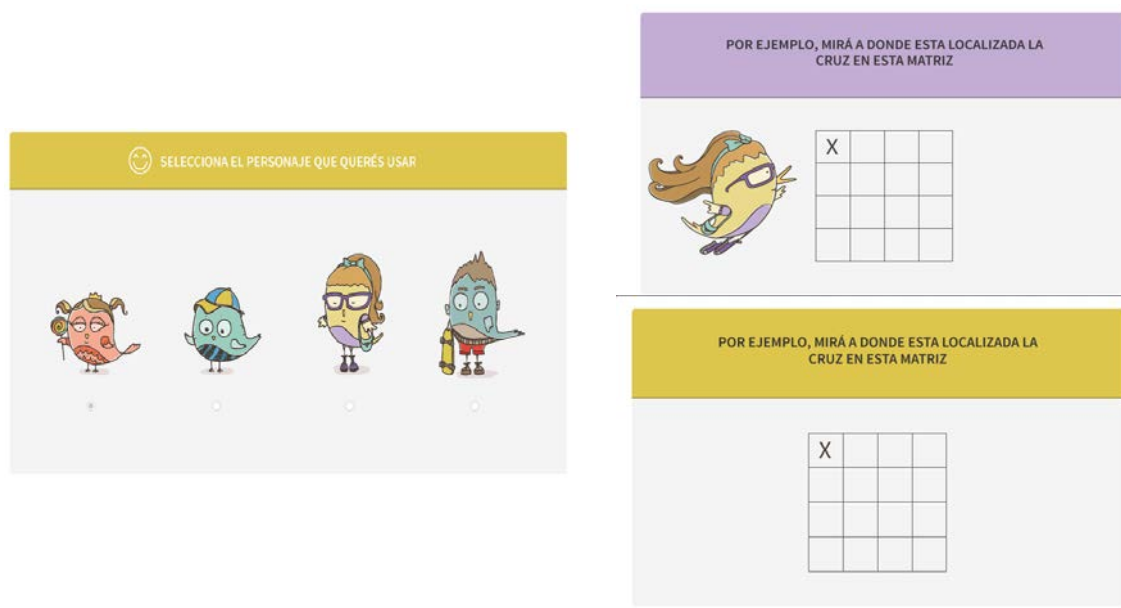 SELECCIONA EL PERSONAJE QUE QUERÉS USAR
POR EJEMPLO, MIRÁ A DONDE ESTA LOCALIZADA LA
CRUZ EN ESTA MATRIZ
X
POR EJEMPLO, MIRÁ A DONDE ESTA LOCALIZADA LA
CRUZ EN ESTA MATRIZ
X